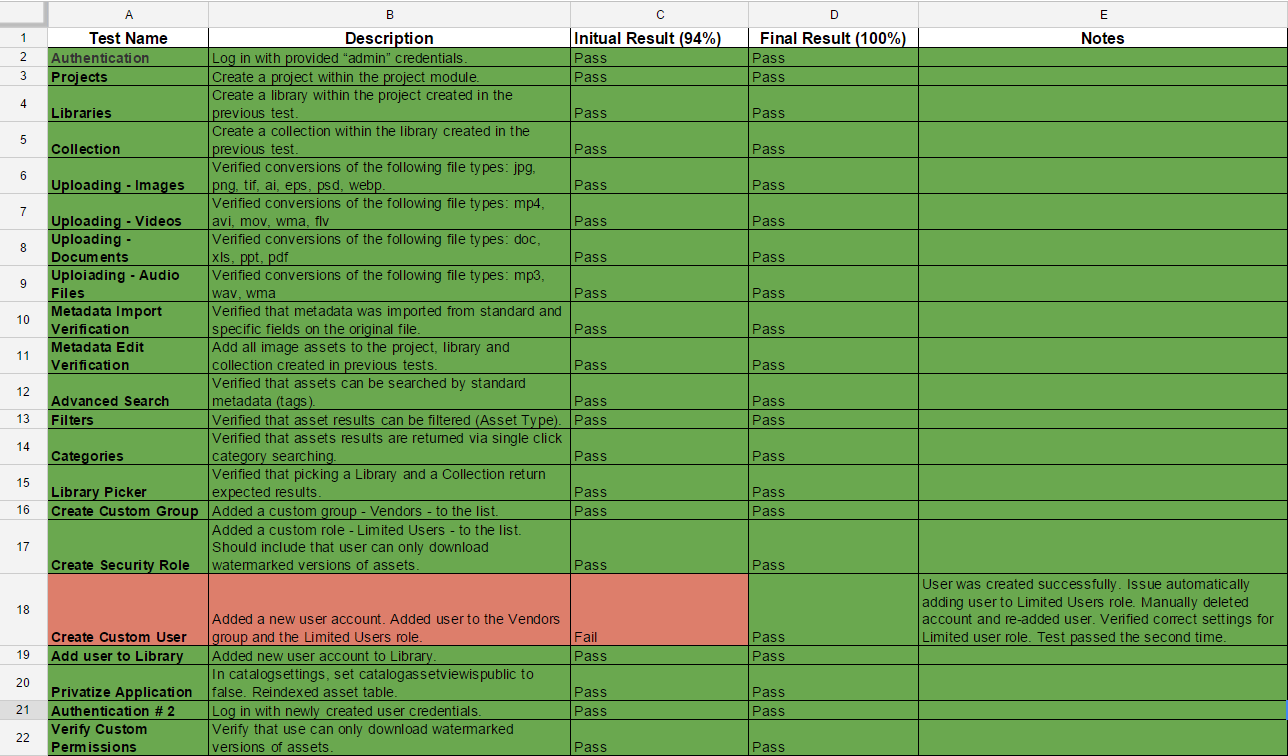 A B C D E
1 Test Name Description Initual Result (94%) Final Result (100%) Notes
2 Authentication Log in with provided “admin” credentials. Pass Pass
3 Projects Create a project within the project module. Pass Pass
4 Libraries Create a library within the project created in the
previous test. Pass Pass
5 Collection Create a collection within the library created in the
previous test. Pass Pass
6 Uploading - Images Verified conversions of the following file types: jpg,
png, tif, ai, eps, psd, webp. Pass Pass
7 Uploading - Videos Verified conversions of the following file types: mp4,
avi, mov, wma, flv Pass Pass
8 Uploading -
Documents Verified conversions of the following file types: doc,
xls, ppt, pdf Pass Pass
9 Uploiading - Audio
Files Verified conversions of the following file types: mp3,
wav, wma Pass Pass
10 Metadata Import
Verification Verified that metadata was imported from standard and
specific fields on the original file. Pass Pass
11 Metadata Edit
Verification Add all image assets to the project, library and
collection created in previous tests. Pass Pass
12 Advanced Search Verified that assets can be searched by standard
metadata (tags). Pass Pass
13 Filters Verified that asset results can be filtered (Asset Type). Pass Pass
14 Categories Verified that assets results are returned via single click
category searching. Pass Pass
15 Library Picker Verified that picking a Library and a Collection return
expected results. Pass Pass
16 Create Custom Group Added a custom group - Vendors - to the list. Pass Pass
17 Create Security Role Added a custom role - Limited Users - to the list.
Should include that user can only download
watermarked versions of assets. Pass Pass
18 Create Custom User Added a new user account. Added user to the Vendors
group and the Limited Users role. Fail Pass User was created successfully. Issue automatically
adding user to Limited Users role. Manually deleted
account and re-added user. Verified correct settings for
Limited user role. Test passed the second time.
19 Add user to Library Added new user account to Library. Pass Pass
20 Privatize Application In catalogsettings, set catalogassetviewispublic to
false. Reindexed asset table. Pass Pass
21 Authentication # 2 Log in with newly created user credentials. Pass Pass
22 Verify Custom
Permissions Verify that use can only download watermarked
versions of assets. Pass Pass